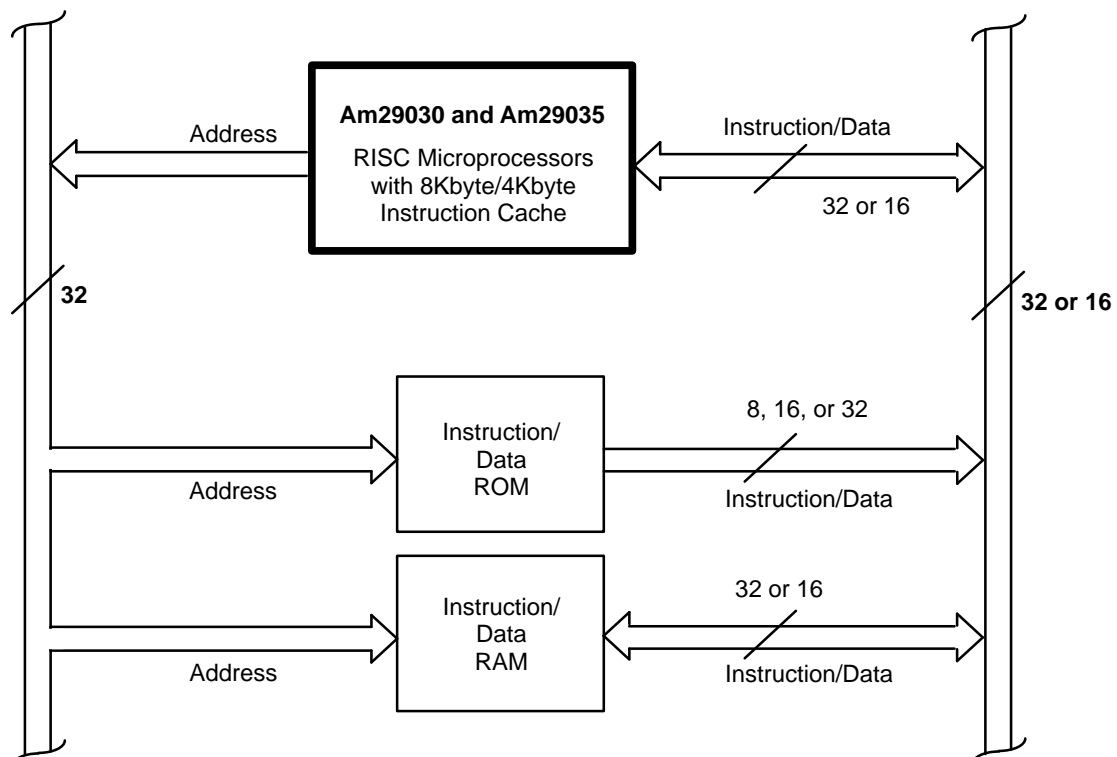 Am29030 and Am29035
Address
RISC Microprocessors
with 8Kbyte/4Kbyte
Instruction Cache
Instruction/Data
32 or 16
32
32 or 16
8, 16, or 32
Instruction/
Data
ROM
Address
Instruction/Data
32 or 16
Instruction/
Data
RAM
Address
Instruction/Data